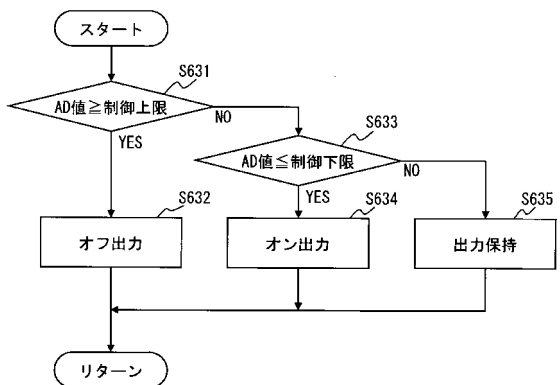 スタート
S631
AD値≧制御上限
NO
YES
S633
AD値≦制御下限
NO
YES
S632
オフ出力
S634
オン出力
S635
出力保持
リターン